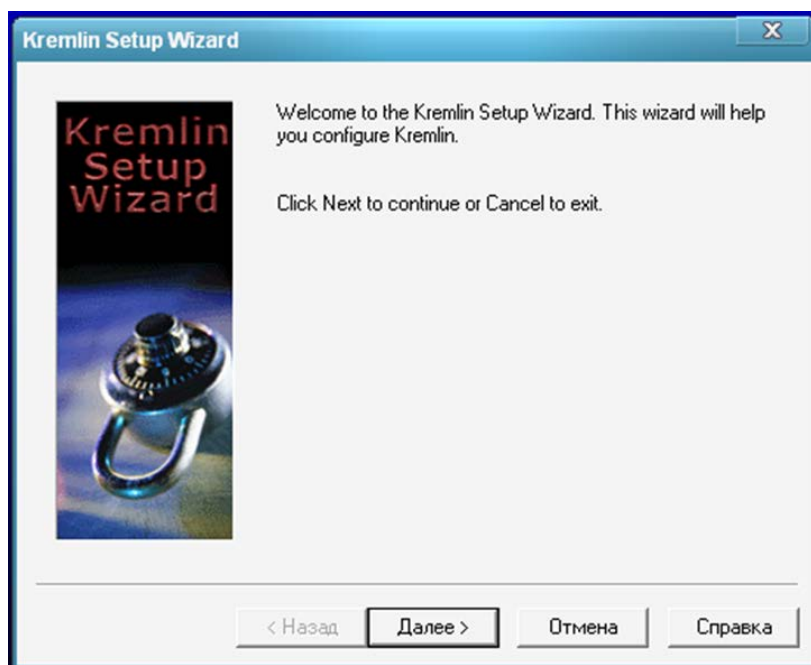 Kremlin Setup Wizard
Kremlin
Setup
Wizard
Welcome to the Kremlin Setup Wizard. This wizard will help
you configure Kremlin.
Click Next to continue or Cancel to exit.
< Назад
Далее >
Отмена
Справка